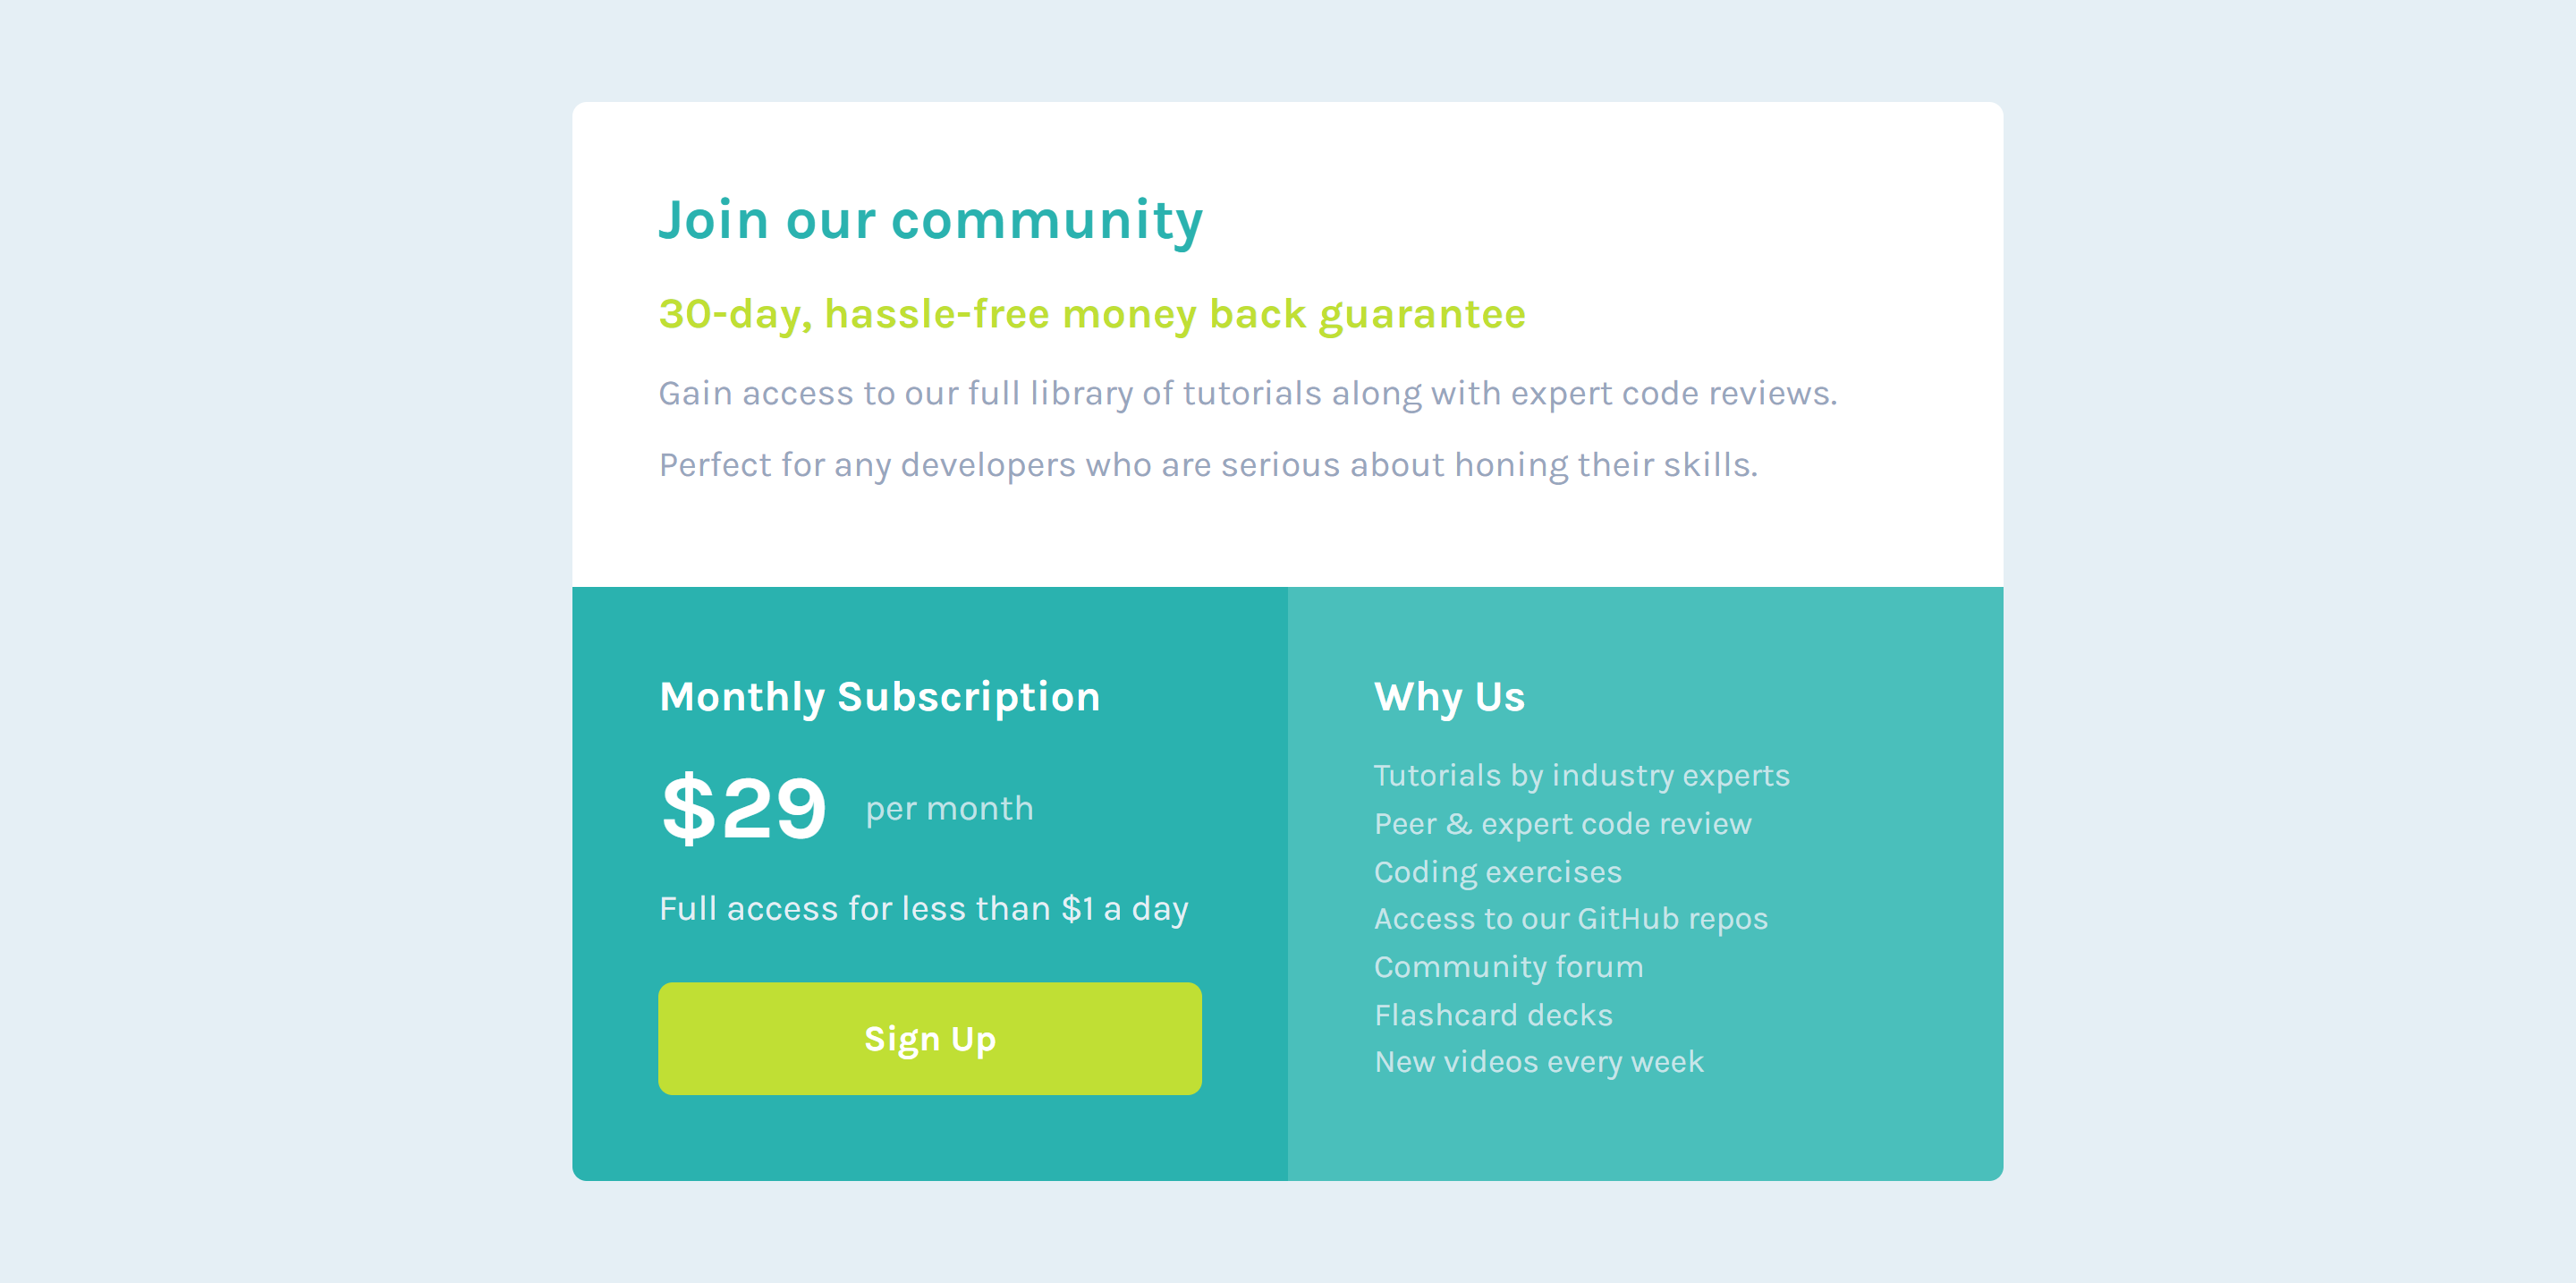 Join our community
30-day, hassle-free money back guarantee
Gain access to our full library of tutorials along with expert code reviews.
Perfect for any developers who are serious about honing their skills.
Monthly Subscription
$29 per month
Full access for less than $1 a day
Sign Up
Why Us
Tutorials by industry experts
Peer & expert code review
Coding exercises
Access to our GitHub repos
Community forum
Flashcard decks
New videos every week